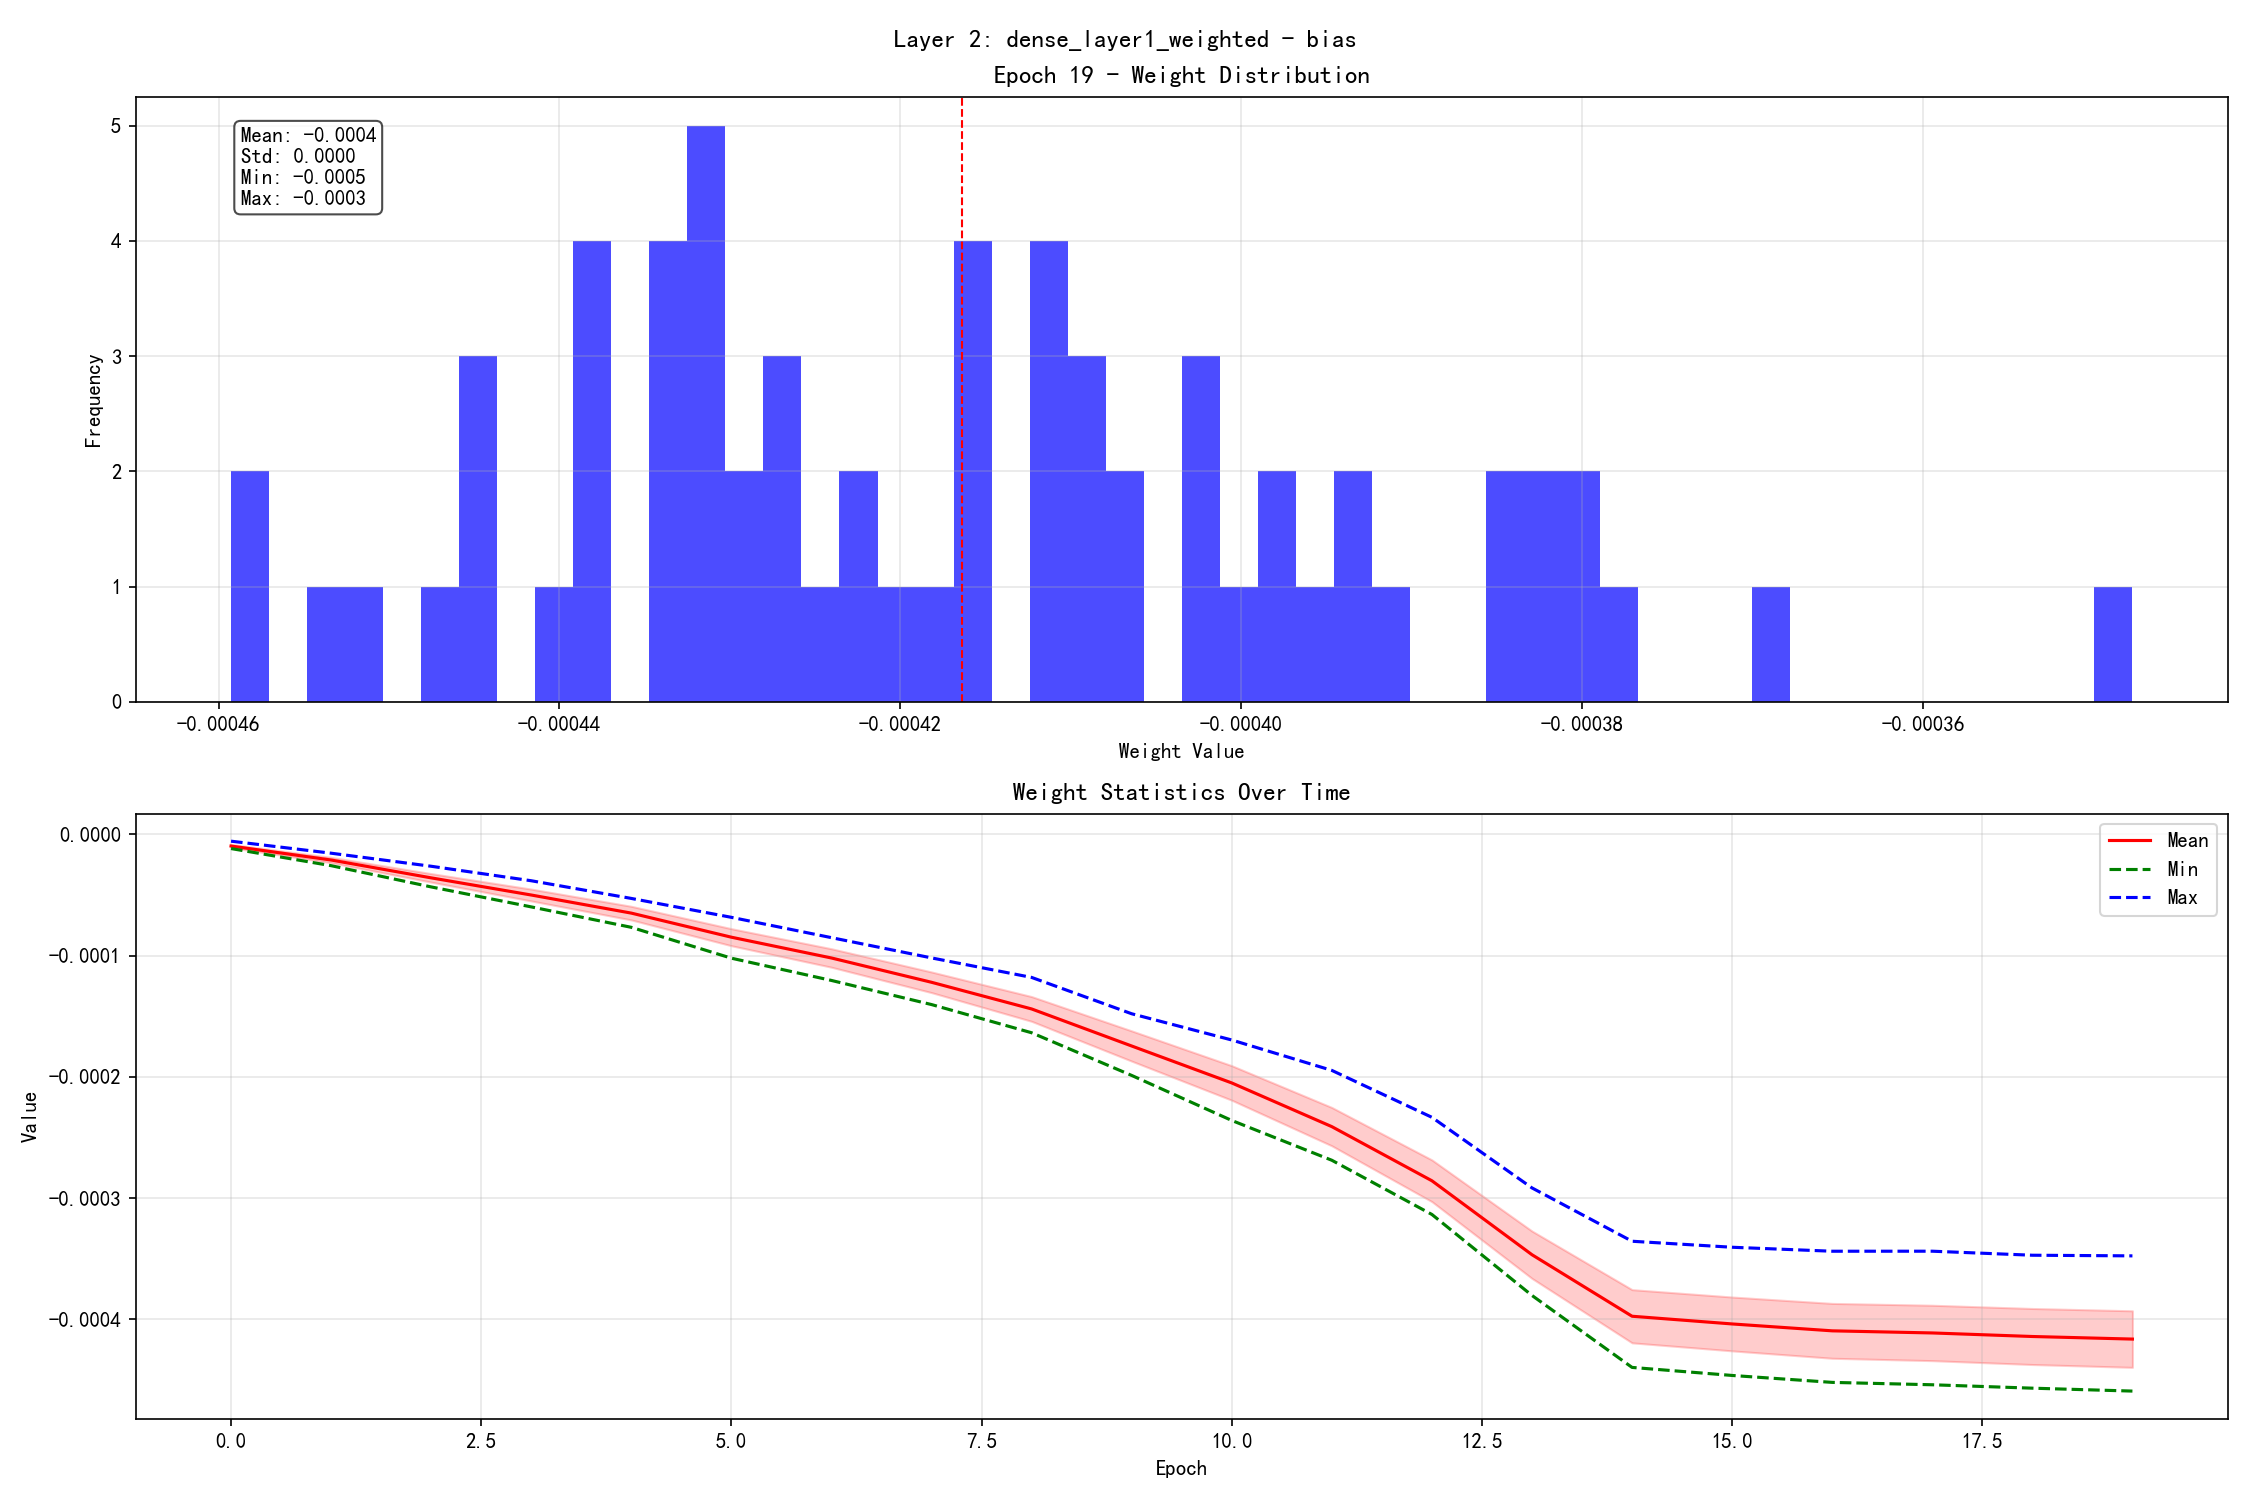 Layer 2: dense_layer1_weighted - bias
Epoch 19 - Weight Distribution
Mean: -0.0004
Std: 0.0000
Min: -0.0005
Max: -0.0003
Frequency
5
4
3
2
1
0
-0.00046 -0.00044 -0.00042 -0.00040 -0.00038 -0.00036
Weight Value
Weight Statistics Over Time
Mean
Min
Max
Value
0.0000
-0.0001
-0.0002
-0.0003
-0.0004
0.0 2.5 5.0 7.5 10.0 12.5 15.0 17.5
Epoch